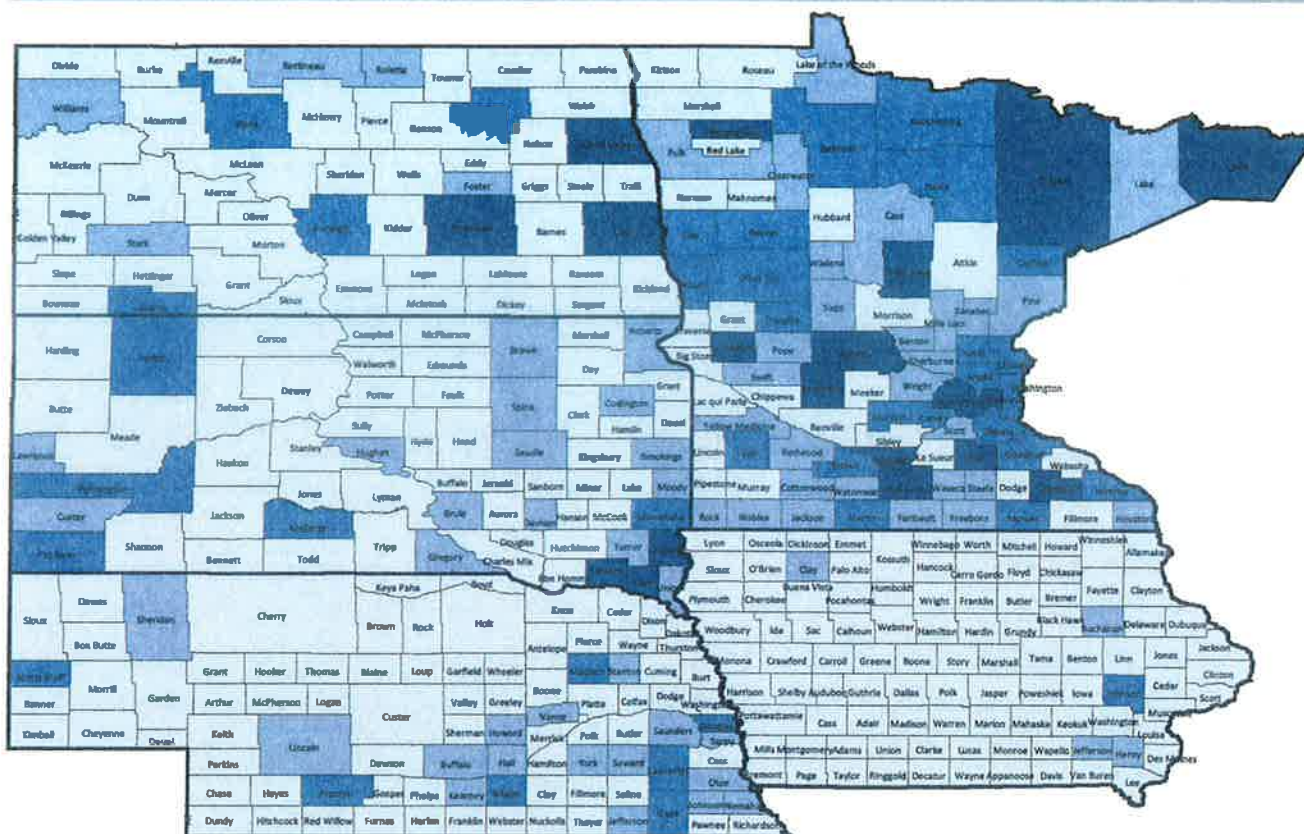 Divide Burke Renville Bottineau Rolette Towner Cavalier Pembina Kittson Roseau Lake of the Woods
Williams Mountrail Ward McHenry Pierce Benson Walsh Marshall
McKenzie McLean Sheridan Wells Eddy Nelson Polk Red Lake
Dunn Mercer Foster Griggs Steele Traill Norman Mahnomen Clearwater Lake
Billings Oliver Hubbard Cass
Golden Valley Stark Morton Kidder Barnes Wadena Aitkin
Slope Hettinger Grant Emmons Logan LaMoure Ransom Richland
Bowman Sioux McIntosh Dickey Sargent Todd Morrison Pine
Harding Corson Campbell McPherson Brown Marshall Roberts Grant Mille Lacs Kanabec
Walworth Edmunds Day Big Stone Pope Benton
Butte Ziebach Dewey Potter Faulk Spink Grant Swift Sherburne Washington
Meade Sully Clark Codington Lac qui Parle Chippewa Meeker Wright
Hyde Hand Hamlin Deuel Yellow Medicine Renville
Lawrence Haakon Stanley Hughes Beadle Kingsbury Brookings Lincoln Redwood Sibley Le Sueur
Custer Jones Lyman Buffalo Jerauld Sanborn Miner Lake Moody Pipestone Murray Cottonwood Watonwan Waseca Steele Dodge Wabasha
Jackson Brule Aurora Hanson McCook Rock Nobles Jackson Martin Faribault Freeborn Fillmore Houston
Shannon Bennett Todd Tripp Gregory Douglas Charles Mix Hutchinson Turner Bon Homme
Lyon Osceola Dickinson Emmet Kossuth Winnebago Worth Mitchell Howard Winneshiek Allamakee
Sioux Dawes Sheridan Cherry Keya Paha Boyd Knox Cedar Dixon Sioux O'Brien Clay Palo Alto Hancock Cerro Gordo Floyd Chickasaw Fayette Clayton
Box Butte Brown Rock Holt Antelope Pierce Wayne Thurston Plymouth Cherokee Buena Vista Pocahontas Humboldt Wright Franklin Butler Bremer
Scotts Bluff Morrill Garden Grant Hooker Thomas Blaine Loup Garfield Wheeler Boone Madison Stanton Cuming Burt Woodbury Ida Sac Calhoun Webster Hamilton Hardin Grundy Black Hawk Buchanan Delaware Dubuque
Banner Arthur McPherson Logan Custer Valley Greeley Platte Colfax Dodge Washington Monona Crawford Carroll Greene Boone Story Marshall Tama Benton Linn Jones Jackson
Kimball Cheyenne Deuel Keith Lincoln Sherman Howard Nance Merrick Polk Butler Saunders Sarpy Harrison Shelby Audubon Guthrie Dallas Polk Jasper Poweshiek Iowa Johnson Cedar Clinton Scott
Perkins Dawson Buffalo Hall Hamilton York Seward Lancaster Cass Pottawattamie Cass Adair Madison Warren Marion Mahaska Keokuk Washington Louisa
Chase Hayes Frontier Gosper Phelps Kearney Adams Clay Fillmore Saline Otoe Mills Montgomery Adams Union Clarke Lucas Monroe Wapello Jefferson Henry Des Moines
Dundy Hitchcock Red Willow Furnas Harlan Franklin Webster Nuckolls Thayer Jefferson Gage Johnson Pawnee Richardson Fremont Page Taylor Ringgold Decatur Wayne Appanoose Davis Van Buren Lee